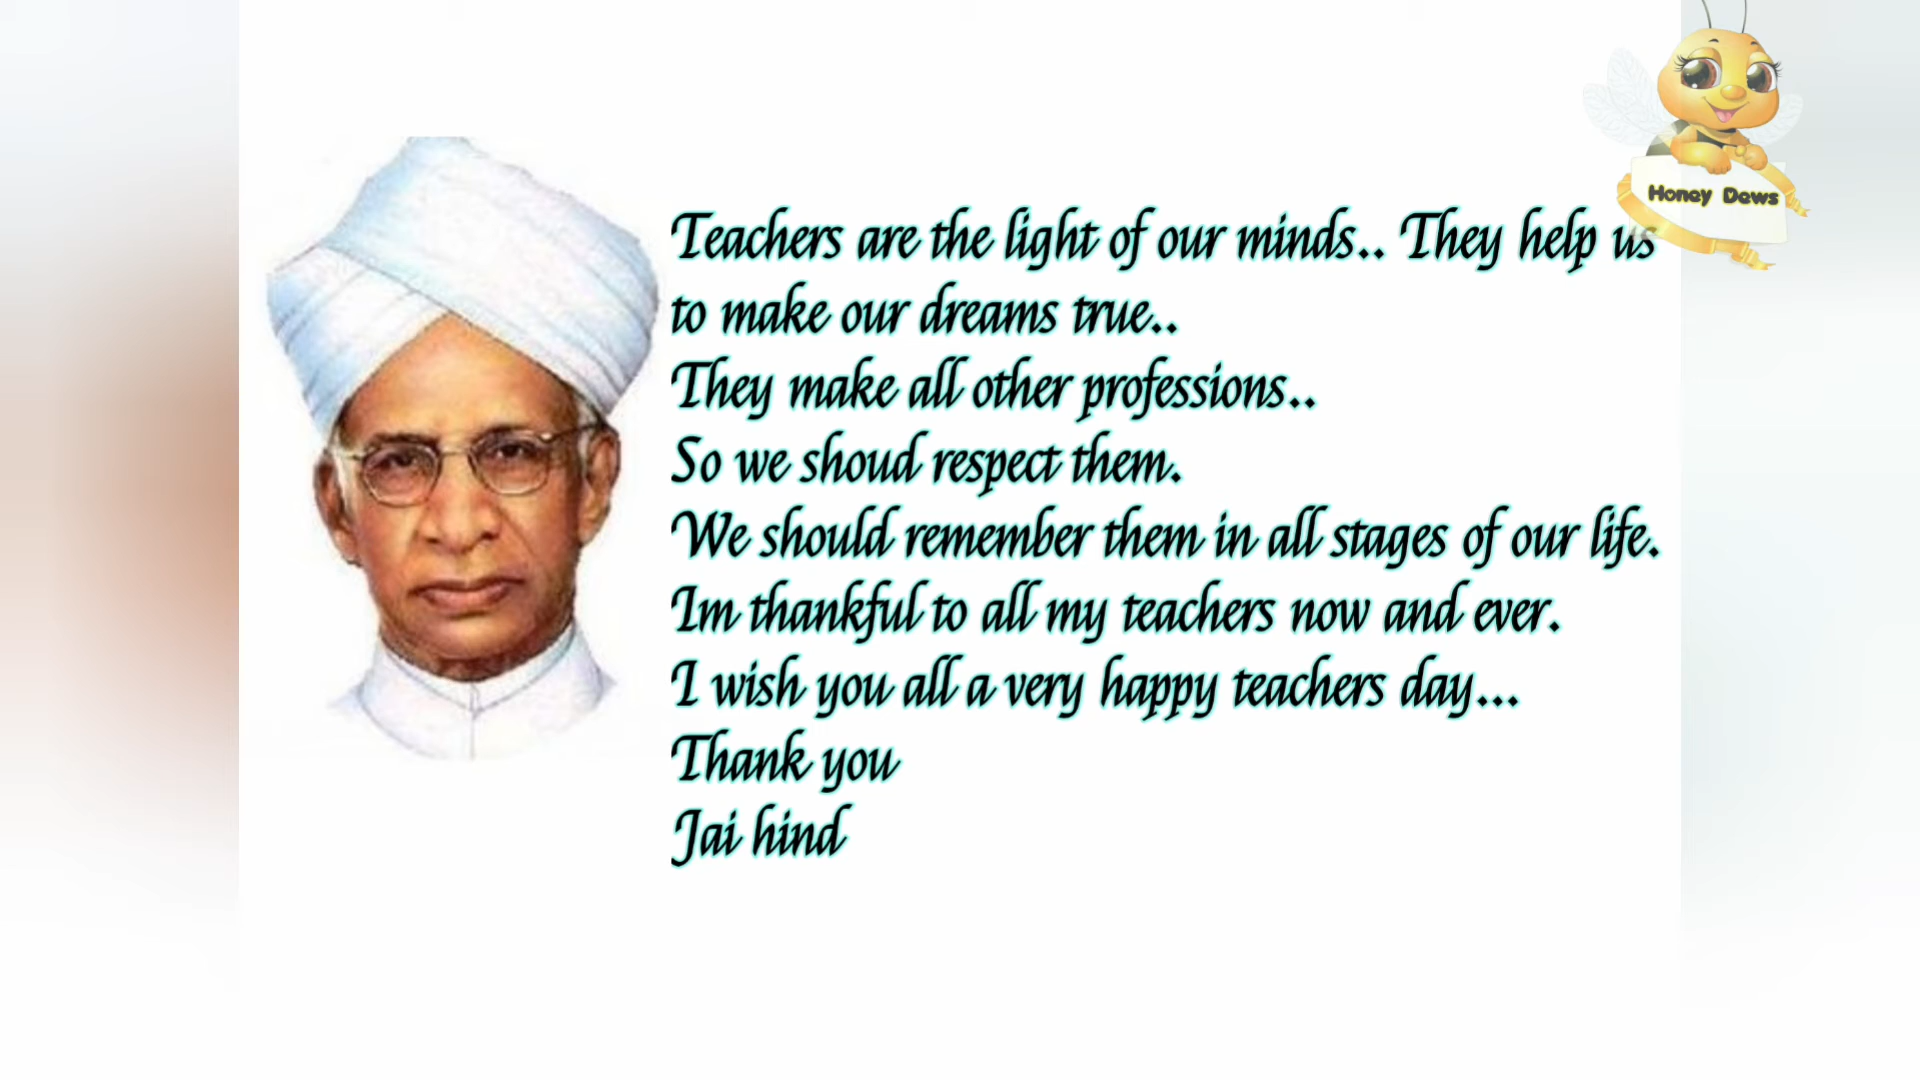 Honey Dews
Teachers are the light of our minds.. They help us
to make our dreams true..
They make all other professions..
So we shoud respect them.
We should remember them in all stages of our life.
Im thankful to all my teachers now and ever.
I wish you all a very happy teachers day...
Thank you
Jai hind